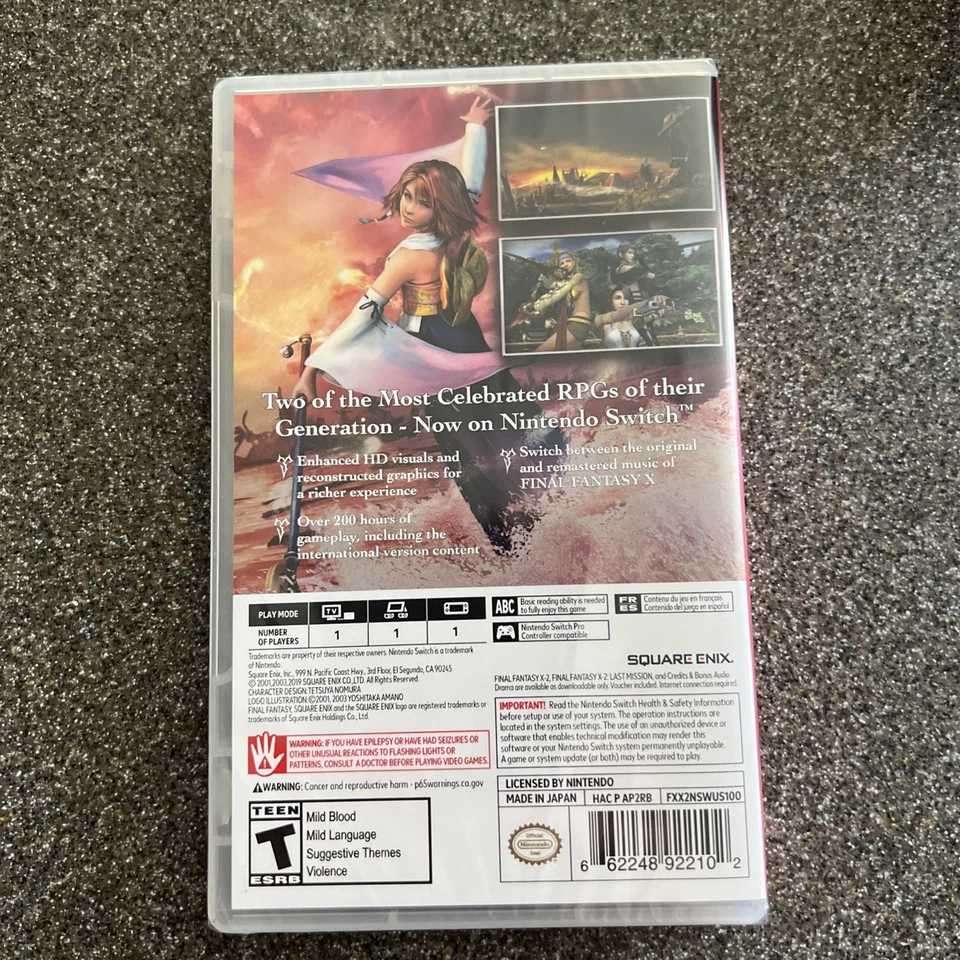 Two of the Most Celebrated RPGs of their
Generation - Now on Nintendo Switch™
Enhanced HD visuals and
reconstructed graphics for
a richer experience
Over 200 hours of
gameplay, including the
international version content
Switch between the original
and remastered music of
FINAL FANTASY X
PLAY MODE
TV
NUMBER
OF PLAYERS
1
1
1
ABC
Basic reading ability is needed
to fully enjoy this game
FR
ES
Contenu du jeu en français
Contenido del juego en español
Nintendo Switch Pro
Controller compatible
Trademarks are property of their respective owners. Nintendo Switch is a trademark
of Nintendo.
Square Enix, Inc., 999 N. Pacific Coast Hwy., 3rd Floor, El Segundo, CA 90245
© 2001,2003,2019 SQUARE ENIX CO.,LTD. All Rights Reserved.
CHARACTER DESIGN:TETSUYA NOMURA
LOGO ILLUSTRATION:©2001, 2003 YOSHITAKA AMANO
FINAL FANTASY, SQUARE ENIX and the SQUARE ENIX logo are registered trademarks or
trademarks of Square Enix Holdings Co., Ltd.
SQUARE ENIX.
FINAL FANTASY X-2, FINAL FANTASY X-2: LAST MISSION, and Credits & Bonus Audio
Drama are available as downloadable only. Voucher included. Internet connection required.
IMPORTANT! Read the Nintendo Switch Health & Safety Information
before setup or use of your system. The operation instructions are
located in the system settings. The use of an unauthorized device or
software that enables technical modification may render this
software or your Nintendo Switch system permanently unplayable.
A game or system update (or both) may be required to play.
WARNING: IF YOU HAVE EPILEPSY OR HAVE HAD SEIZURES OR
OTHER UNUSUAL REACTIONS TO FLASHING LIGHTS OR
PATTERNS, CONSULT A DOCTOR BEFORE PLAYING VIDEO GAMES.
WARNING: Cancer and reproductive harm - p65warnings.ca.gov
TEEN
T
ESRB
Mild Blood
Mild Language
Suggestive Themes
Violence
LICENSED BY NINTENDO
MADE IN JAPAN
HAC P AP2RB
FXX2NSWUS100
Official
Nintendo
Seal
6 62248 92210 2